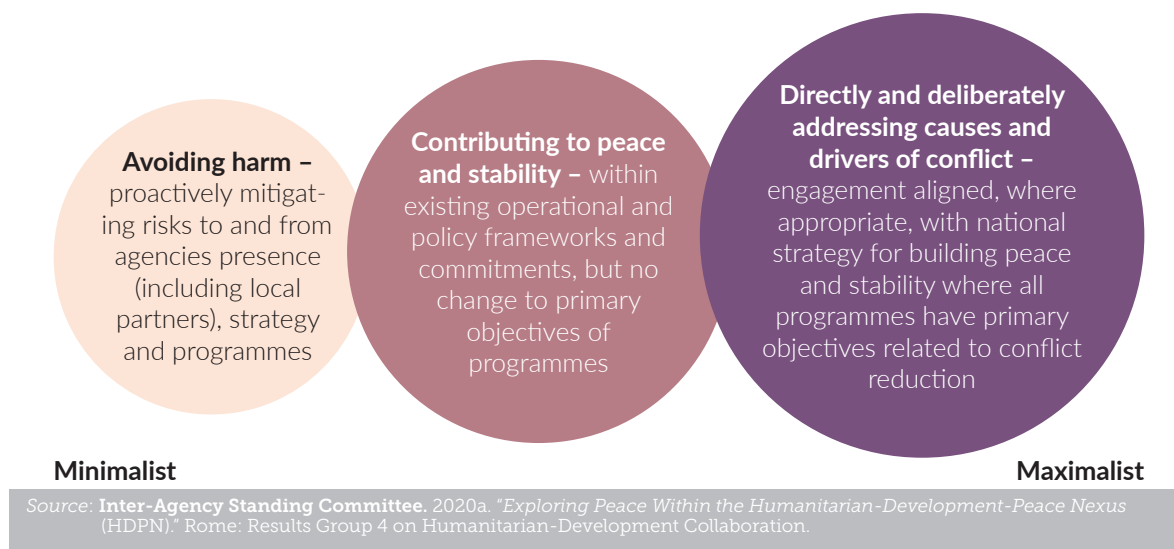 Avoiding harm –
proactively mitigat-
ing risks to and from
agencies presence
(including local
partners), strategy
and programmes
Contributing to peace
and stability – within
existing operational and
policy frameworks and
commitments, but no
change to primary
objectives of
programmes
Directly and deliberately
addressing causes and
drivers of conflict –
engagement aligned, where
appropriate, with national
strategy for building peace
and stability where all
programmes have primary
objectives related to conflict
reduction
Minimalist
Maximalist
Source: Inter-Agency Standing Committee. 2020a. “Exploring Peace Within the Humanitarian-Development-Peace Nexus
(HDPN).” Rome: Results Group 4 on Humanitarian-Development Collaboration.